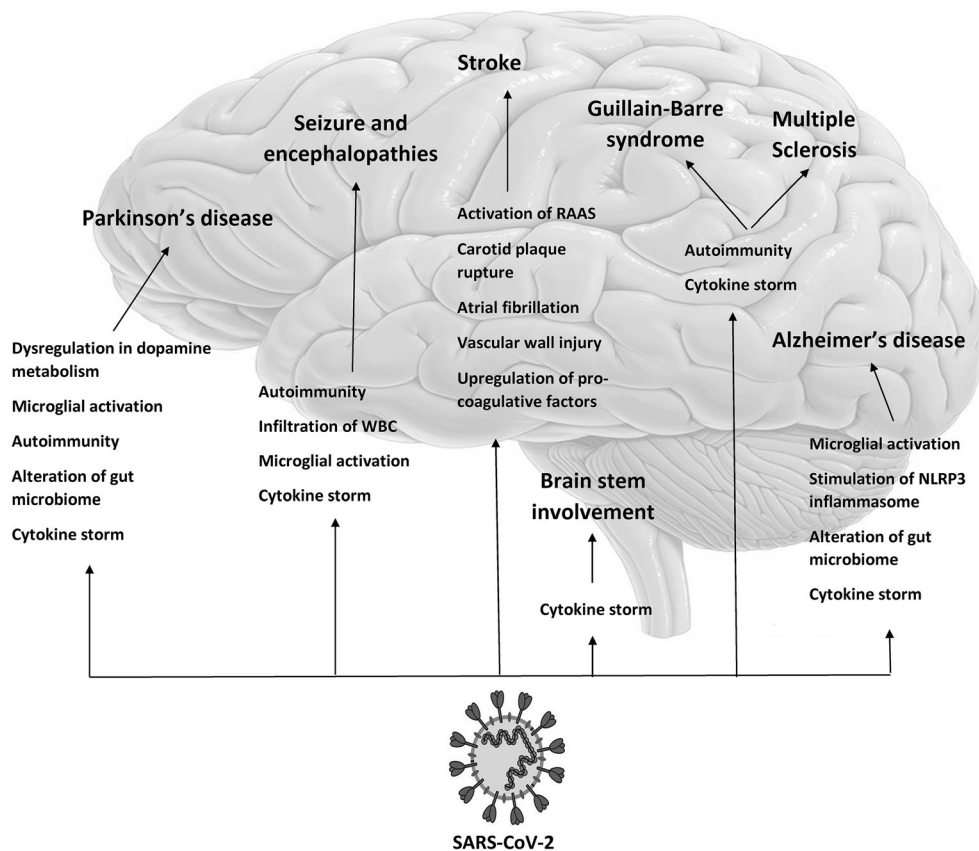 Stroke
Seizure and
encephalopathies
Guillain-Barre
syndrome
Multiple
Sclerosis
Parkinson's disease
Activation of RAAS
Carotid plaque
rupture
Atrial fibrillation
Vascular wall injury
Upregulation of pro-
coagulative factors
Autoimmunity
Cytokine storm
Alzheimer's disease
Dysregulation in dopamine
metabolism
Microglial activation
Autoimmunity
Alteration of gut
microbiome
Cytokine storm
Autoimmunity
Infiltration of WBC
Microglial activation
Cytokine storm
Brain stem
involvement
Cytokine storm
Microglial activation
Stimulation of NLRP3
inflammasome
Alteration of gut
microbiome
Cytokine storm
SARS-CoV-2